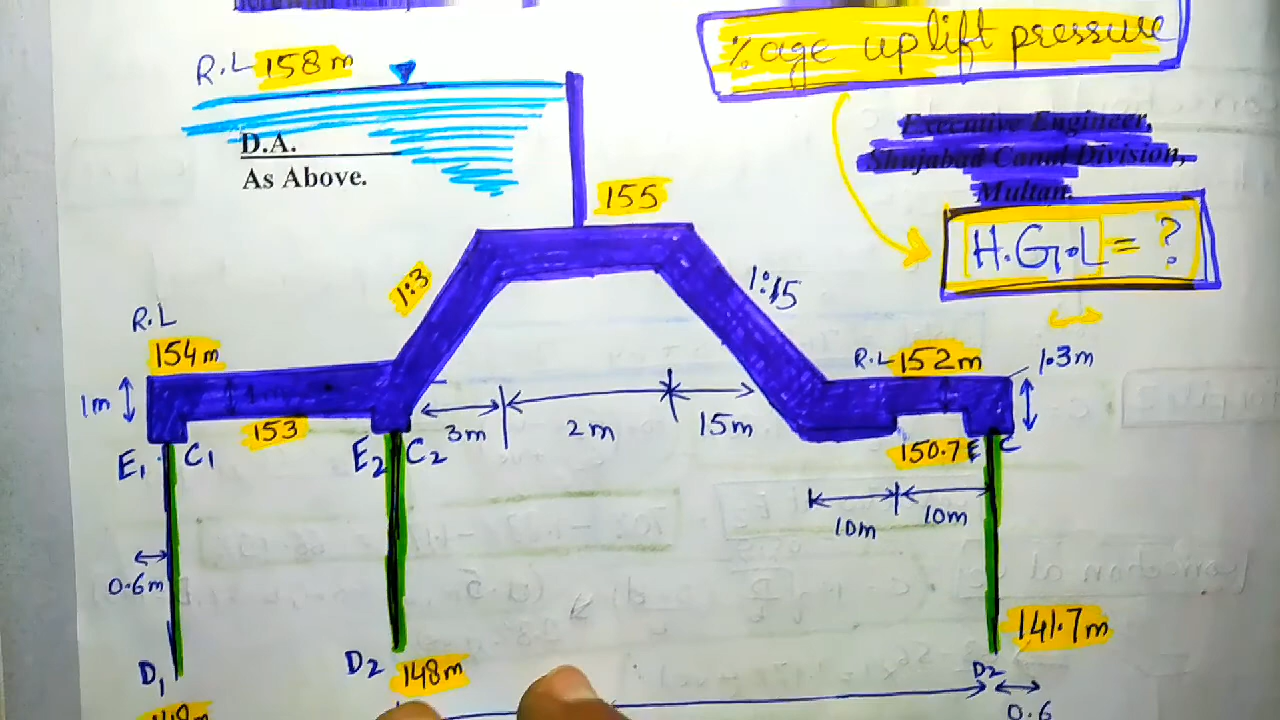 %age uplift pressure
R.L 158m
D.A.
As Above.
Executive Engineer,
Shujabad Canal Division,
Multan.
155
H.G.L = ?
1:3
1:15
R.L
154m
R.L 152m
1.3m
1m
153
3m
2m
15m
150.7
E1 C1
E2 C2
E C
10m
10m
0.6m
141.7m
D1
D2
148m
D2
0.6